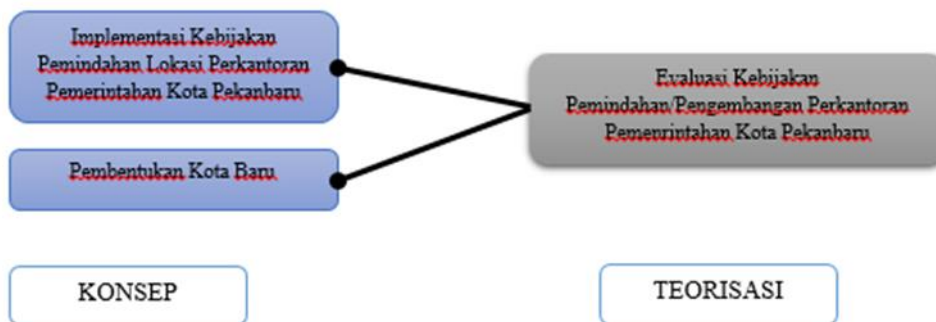 Implementasi Kebijakan
Pemindahan Lokasi Perkantoran
Pemerintahan Kota Pekanbaru
Evaluasi Kebijakan
Pemindahan/Pengembangan Perkantoran
Pemenrintahan Kota Pekanbaru
Pembentukan Kota Baru
KONSEP
TEORISASI